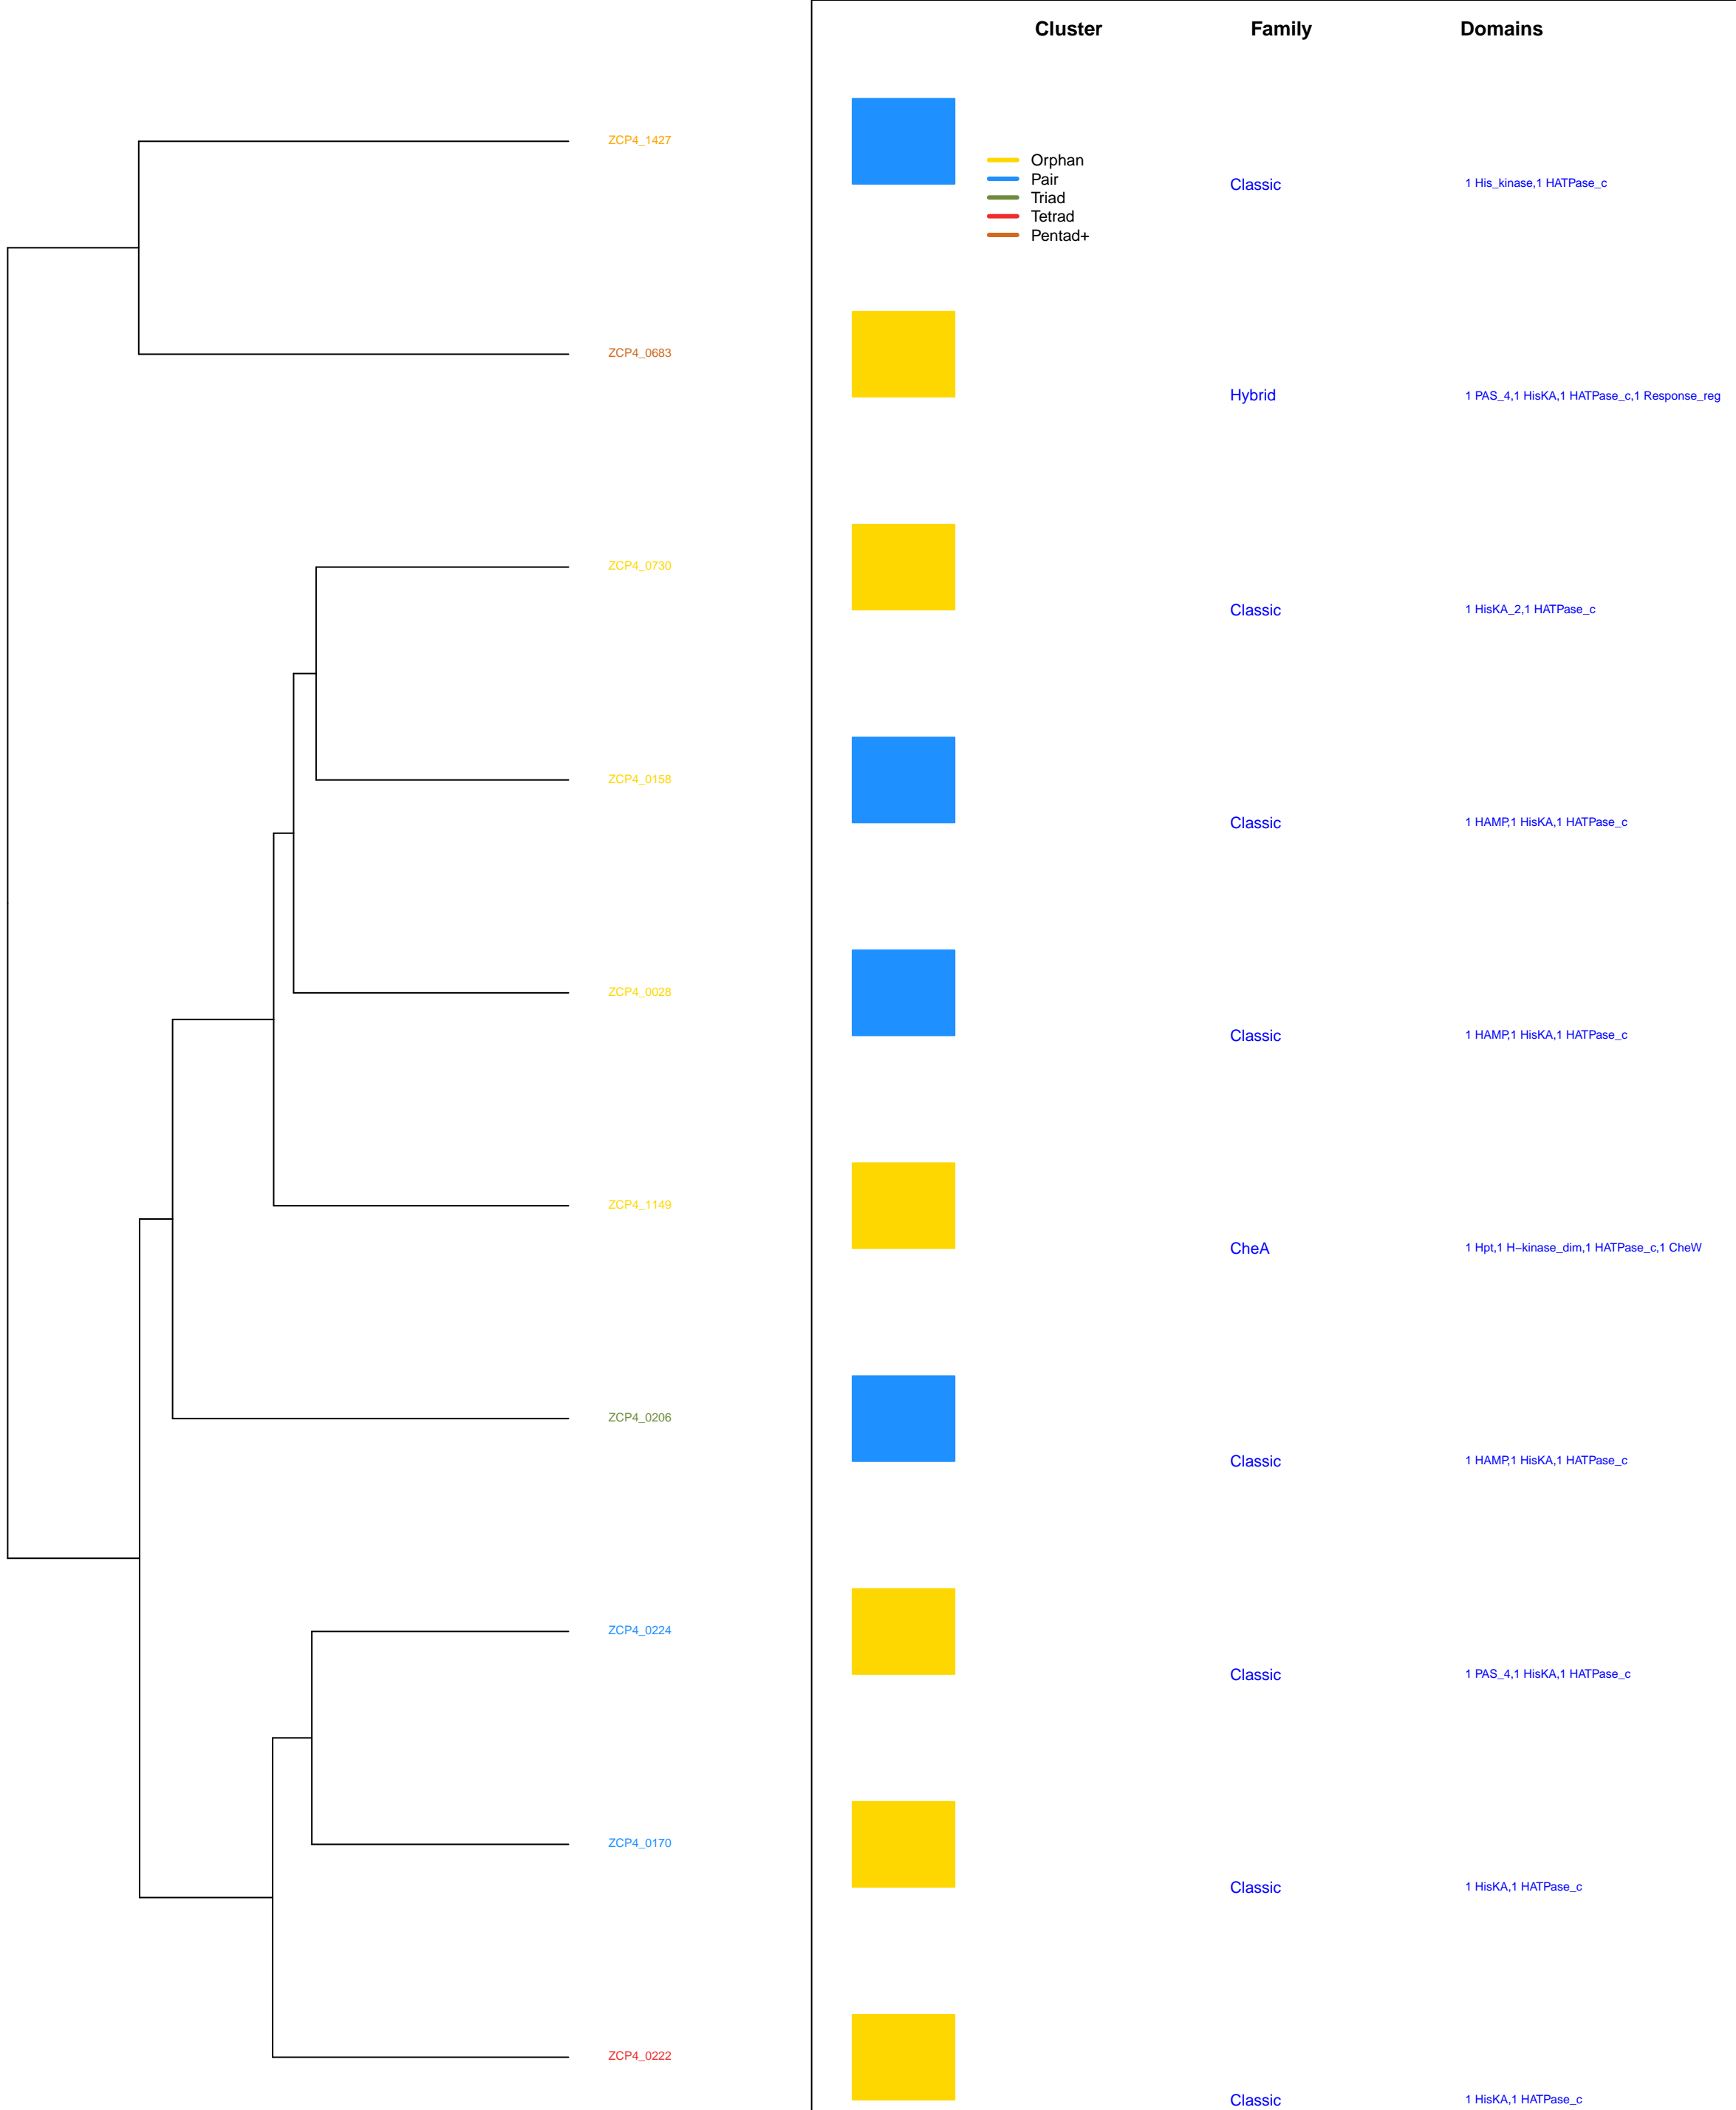 Cluster Family Domains
ZCP4_1427
Orphan
Pair
Triad
Tetrad
Pentad+
Classic 1 His_kinase,1 HATPase_c
ZCP4_0683
Hybrid 1 PAS_4,1 HisKA,1 HATPase_c,1 Response_reg
ZCP4_0730
Classic 1 HisKA_2,1 HATPase_c
ZCP4_0158
Classic 1 HAMP,1 HisKA,1 HATPase_c
ZCP4_0028
Classic 1 HAMP,1 HisKA,1 HATPase_c
ZCP4_1149
CheA 1 Hpt,1 H−kinase_dim,1 HATPase_c,1 CheW
ZCP4_0206
Classic 1 HAMP,1 HisKA,1 HATPase_c
ZCP4_0224
Classic 1 PAS_4,1 HisKA,1 HATPase_c
ZCP4_0170
Classic 1 HisKA,1 HATPase_c
ZCP4_0222
Classic 1 HisKA,1 HATPase_c